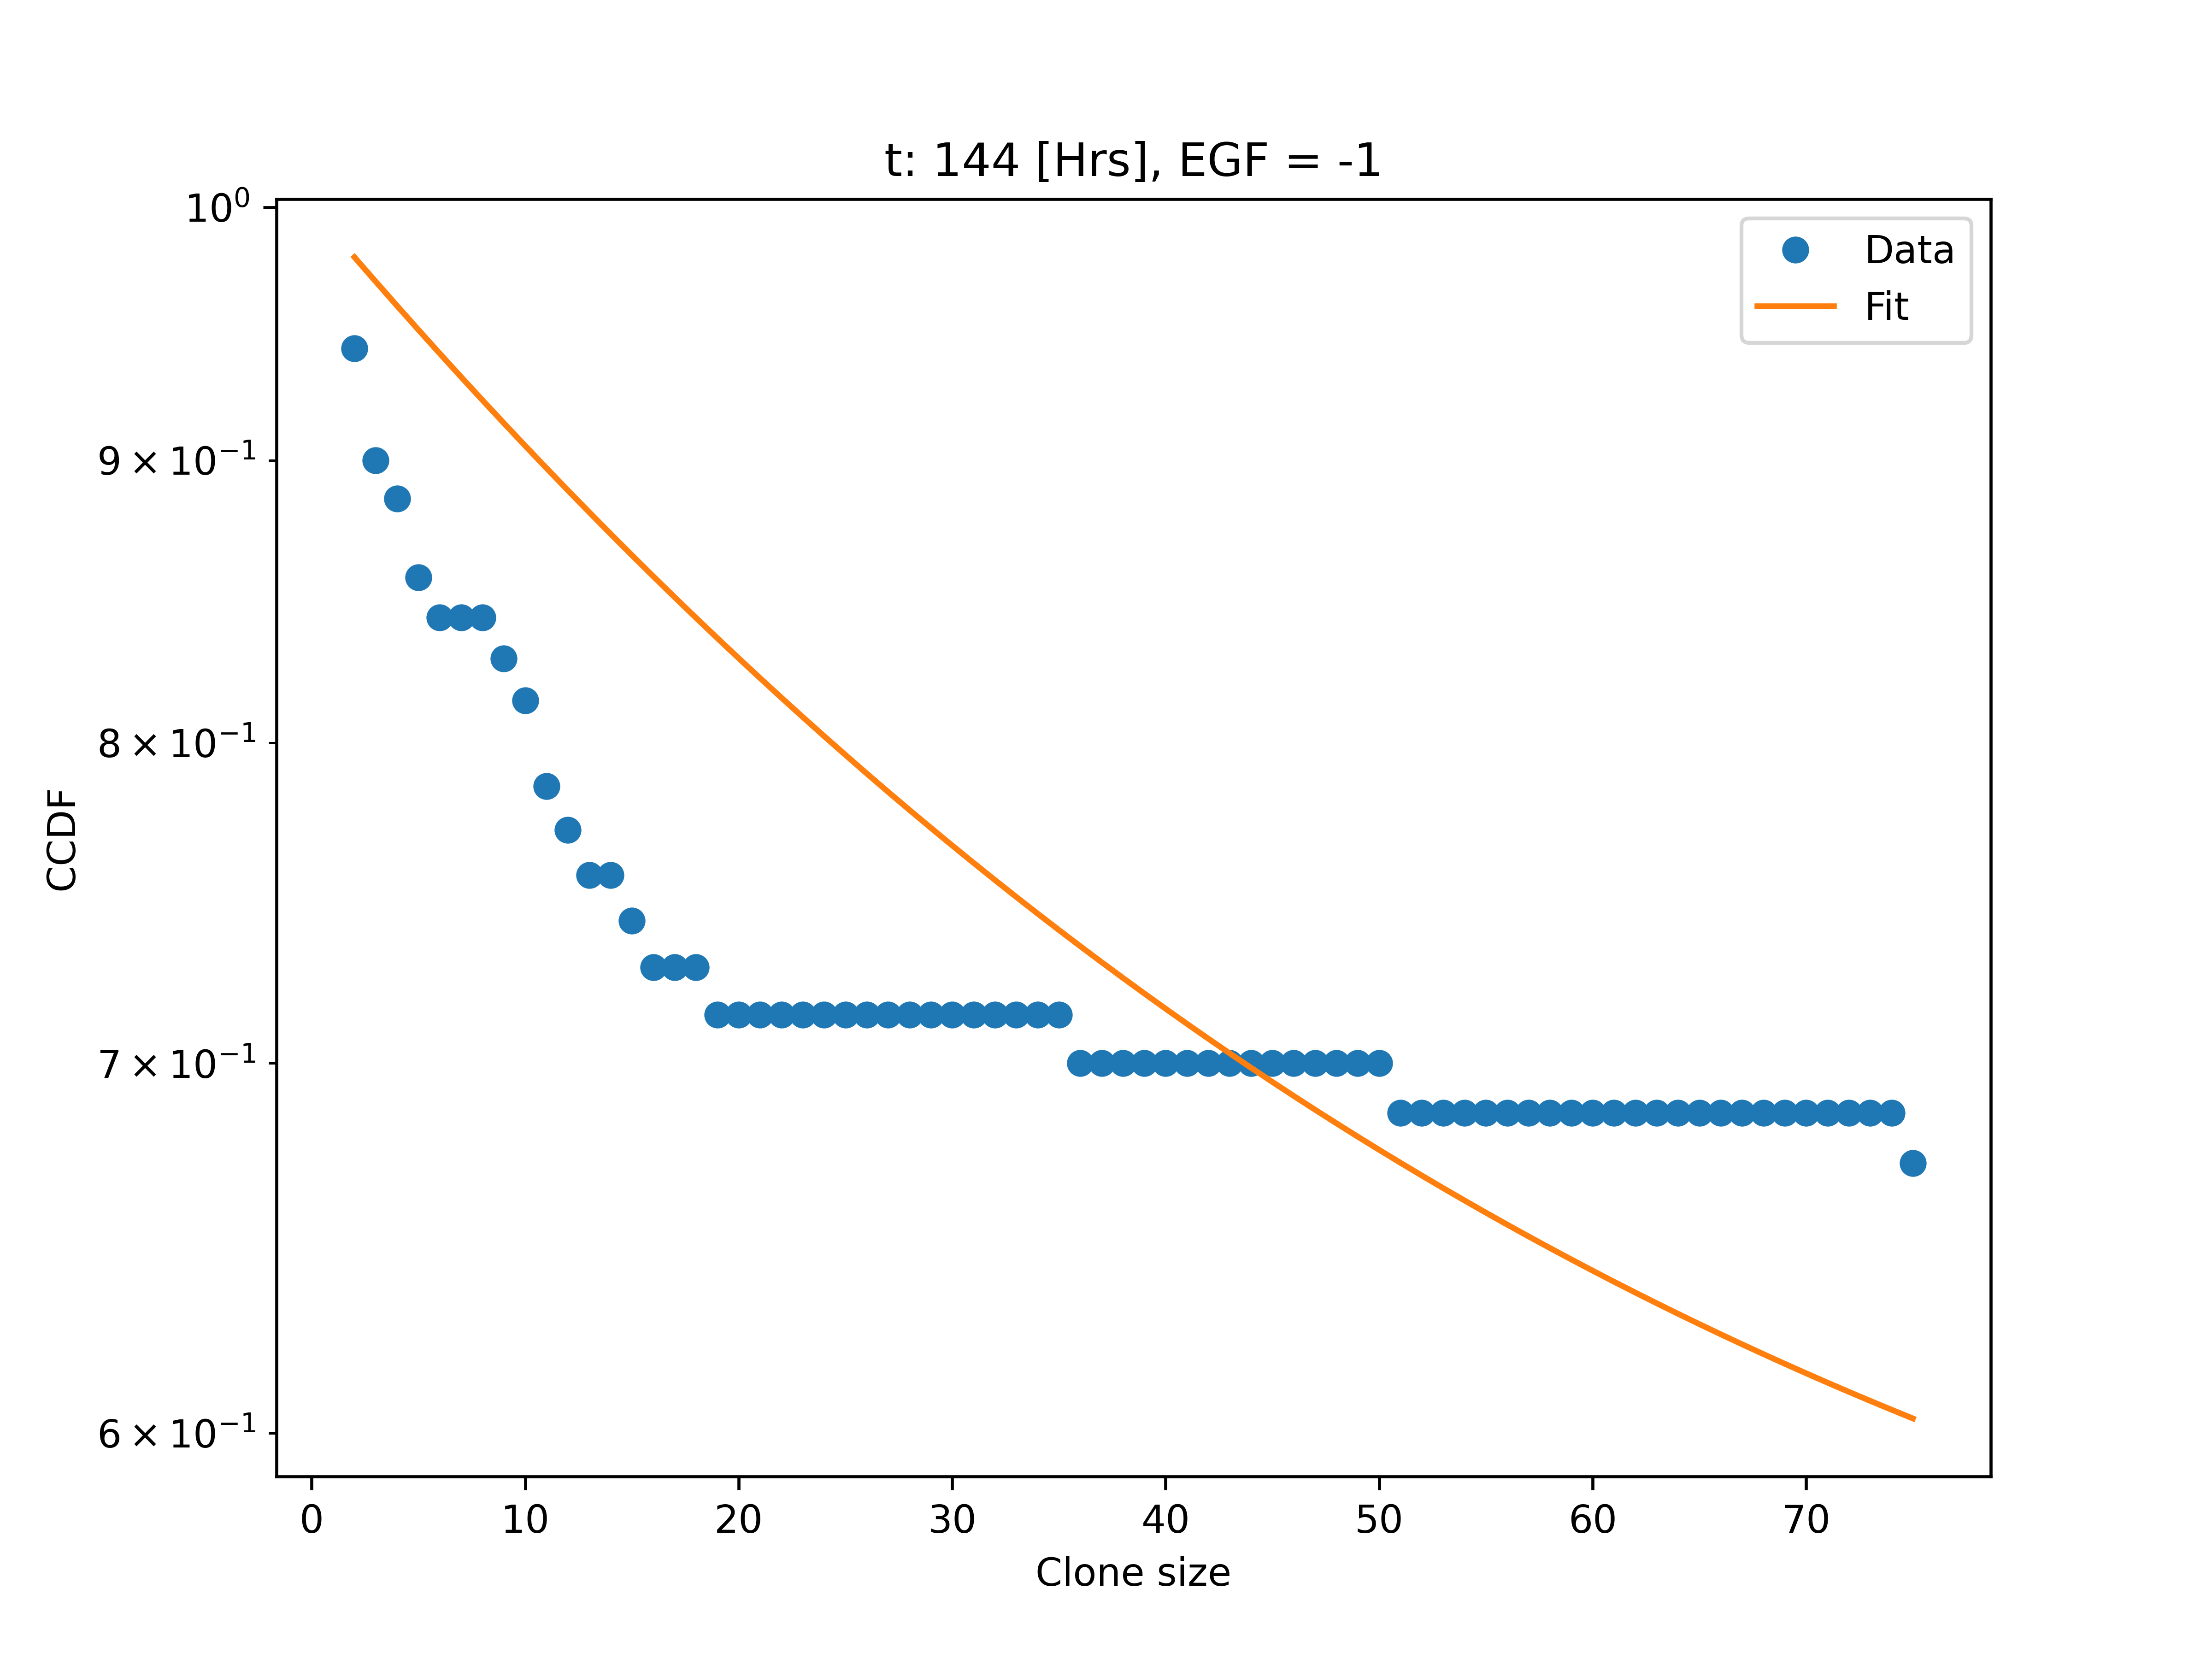 t: 144 [Hrs], EGF = -1
10⁰
9 × 10⁻¹
8 × 10⁻¹
7 × 10⁻¹
6 × 10⁻¹
CCDF
Data
Fit
0 10 20 30 40 50 60 70
Clone size